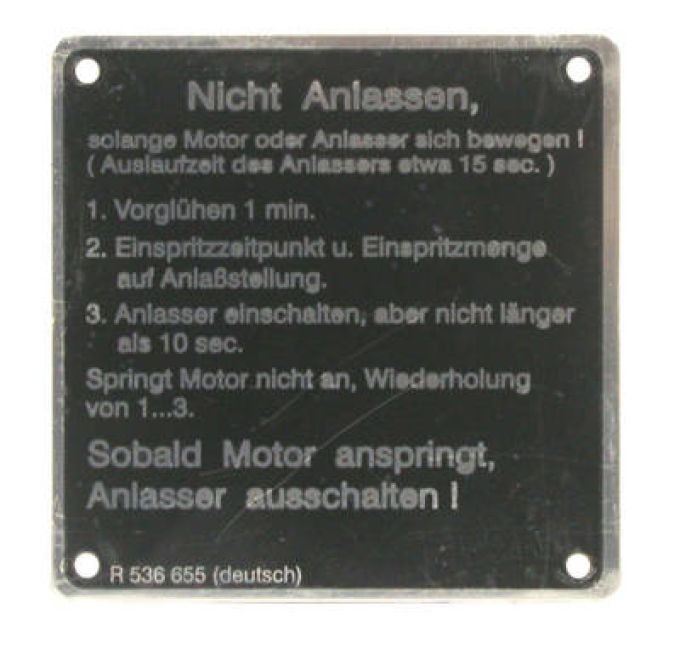 Nicht Anlassen,
solange Motor oder Anlasser sich bewegen !
( Auslaufzeit des Anlassers etwa 15 sec. )
1. Vorglühen 1 min.
2. Einspritzzeitpunkt u. Einspritzmenge
auf Anlaßstellung.
3. Anlasser einschalten, aber nicht länger
als 10 sec.
Springt Motor nicht an, Wiederholung
von 1...3.
Sobald Motor anspringt,
Anlasser ausschalten !
R 536 655 (deutsch)